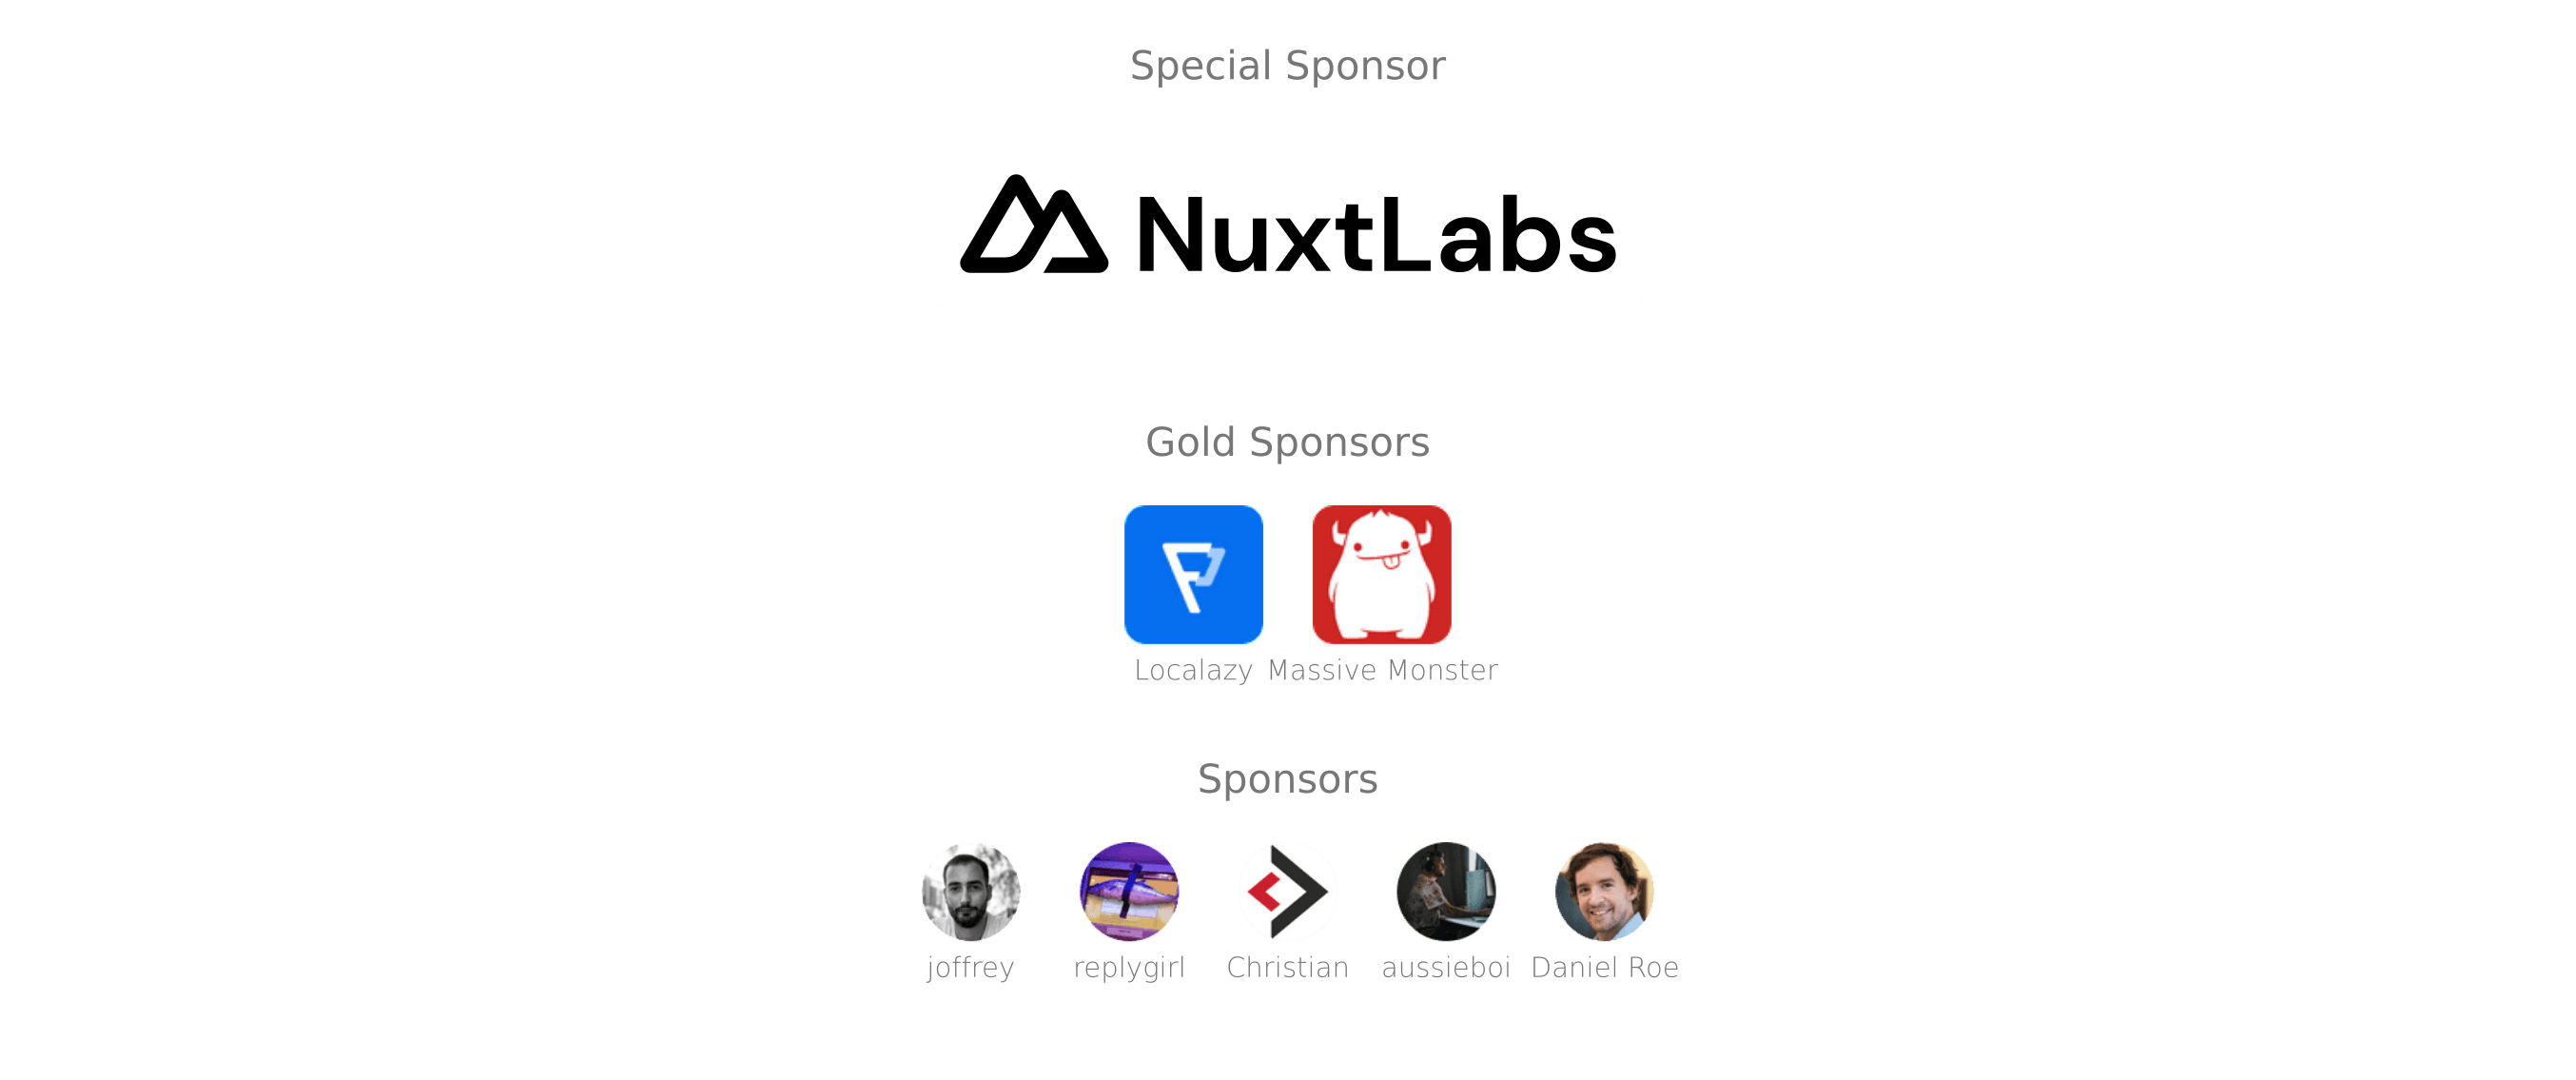 Special Sponsor
NuxtLabs
Gold Sponsors
Localazy Massive Monster
Sponsors
joffrey replygirl Christian aussieboi Daniel Roe